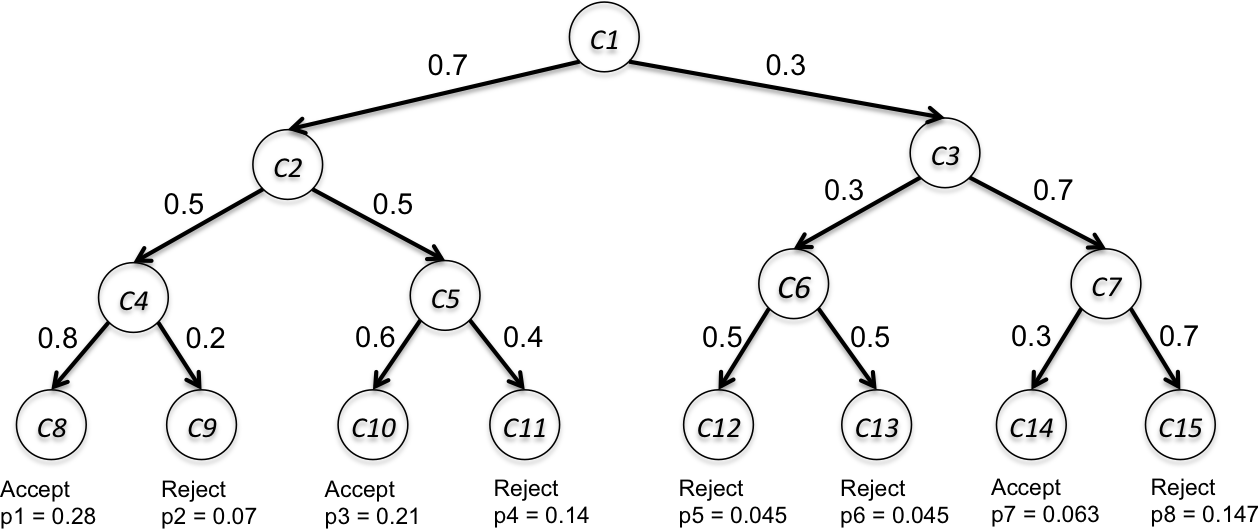 C1
0.7
0.3
C2
C3
0.5
0.5
0.3
0.7
C4
C5
C6
C7
0.8
0.2
0.6
0.4
0.5
0.5
0.3
0.7
C8
C9
C10
C11
C12
C13
C14
C15
Accept
p1 = 0.28
Reject
p2 = 0.07
Accept
p3 = 0.21
Reject
p4 = 0.14
Reject
p5 = 0.045
Reject
p6 = 0.045
Accept
p7 = 0.063
Reject
p8 = 0.147